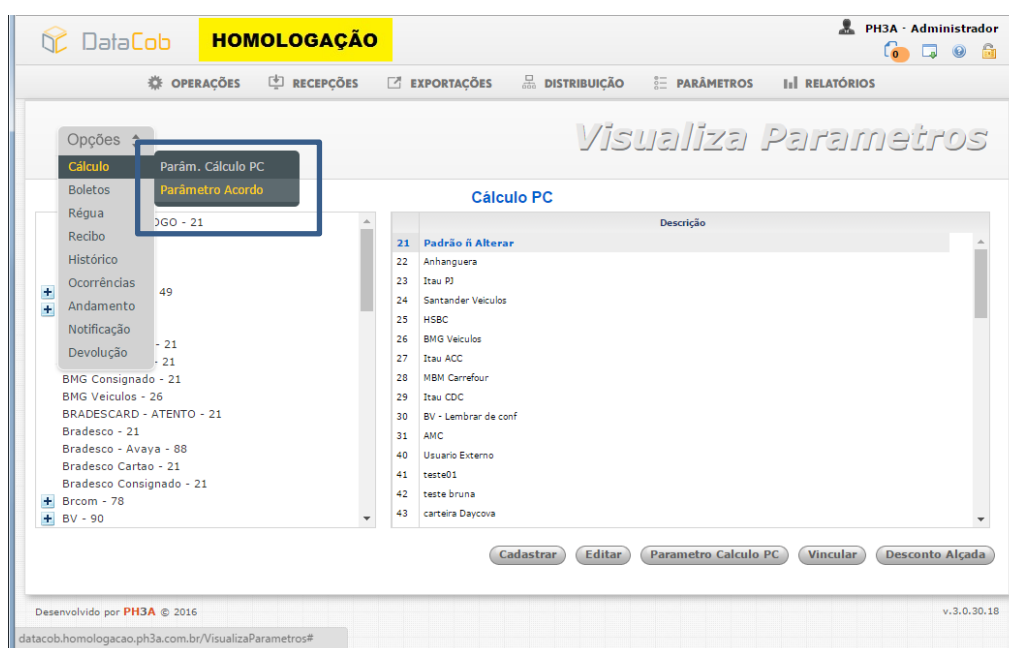 DataCob
HOMOLOGAÇÃO
PH3A - Administrador
0
OPERAÇÕES
RECEPÇÕES
EXPORTAÇÕES
DISTRIBUIÇÃO
PARÂMETROS
RELATÓRIOS
Visualiza Parametros
Opções
Cálculo
Boletos
Régua
Recibo
Histórico
Ocorrências
Andamento
Notificação
Devolução
Parâm. Cálculo PC
Parâmetro Acordo
Cálculo PC
OGO - 21
49
- 21
- 21
BMG Consignado - 21
BMG Veiculos - 26
BRADESCARD - ATENTO - 21
Bradesco - 21
Bradesco - Avaya - 88
Bradesco Cartao - 21
Bradesco Consignado - 21
Brcom - 78
BV - 90
Descrição
21 Padrão ñ Alterar
22 Anhanguera
23 Itau PJ
24 Santander Veiculos
25 HSBC
26 BMG Veiculos
27 Itau ACC
28 MBM Carrefour
29 Itau CDC
30 BV - Lembrar de conf
31 AMC
40 Usuario Externo
41 teste01
42 teste bruna
43 carteira Daycova
Cadastrar
Editar
Parametro Calculo PC
Vincular
Desconto Alçada
Desenvolvido por PH3A © 2016
v.3.0.30.18
datacob.homologacao.ph3a.com.br/VisualizaParametros#